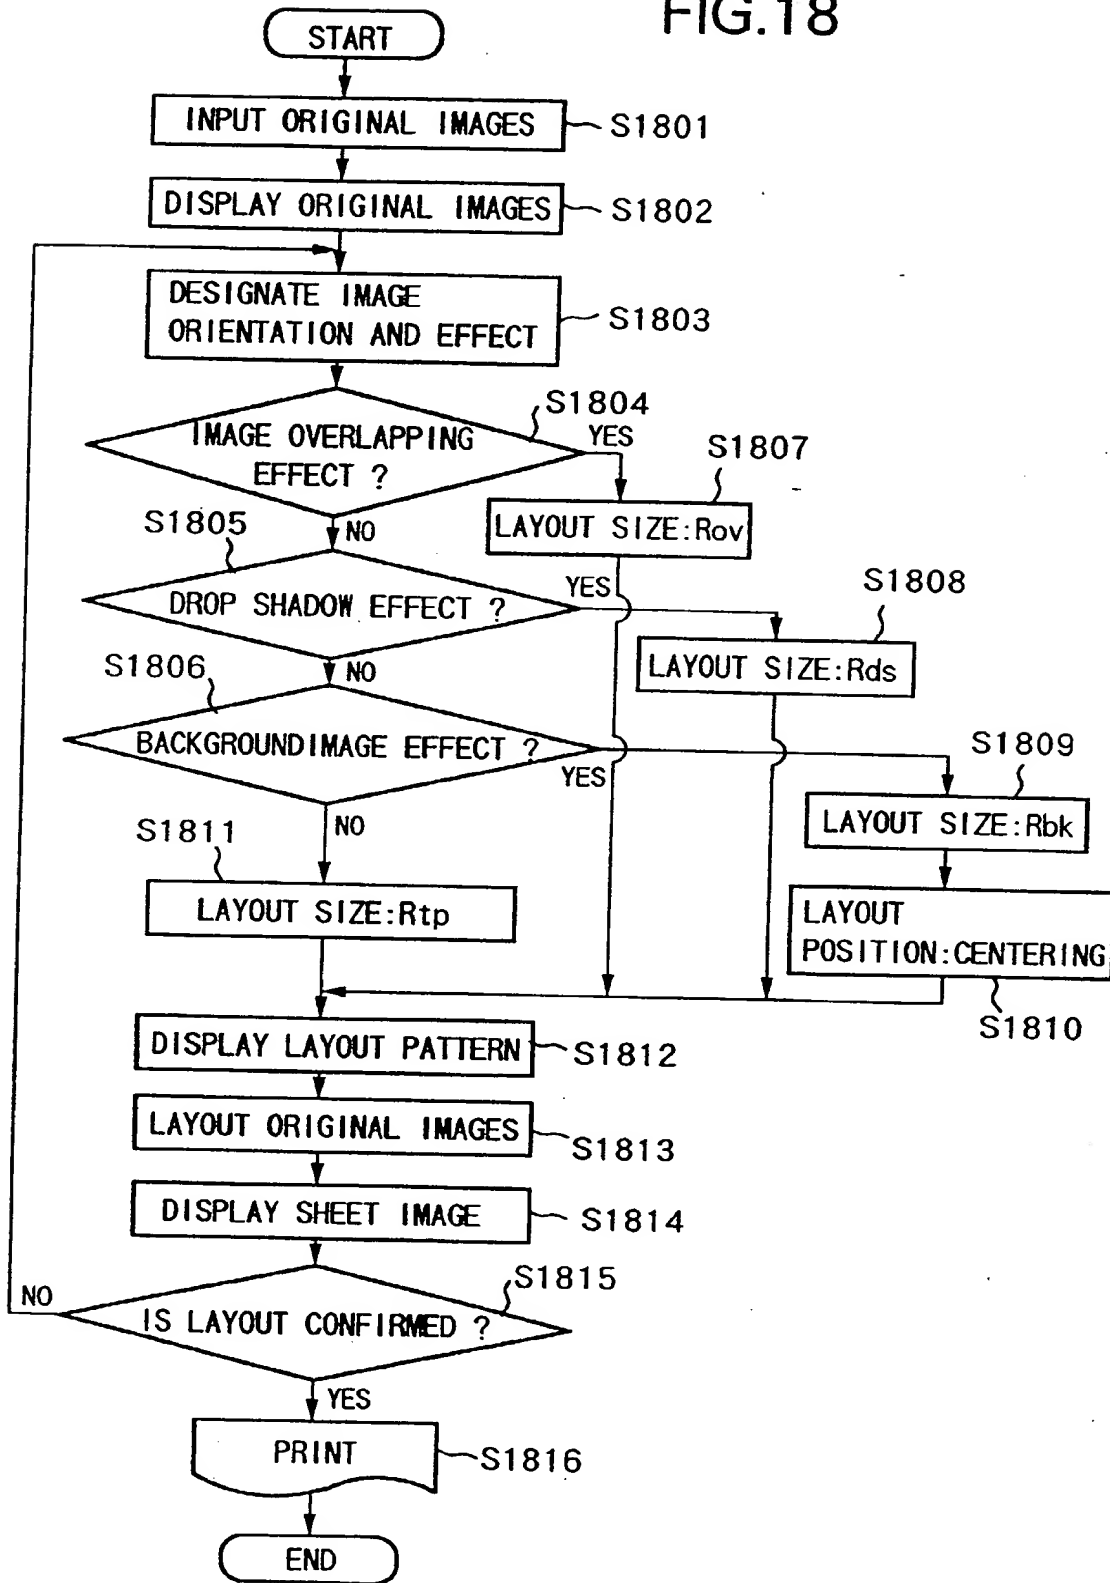 FIG.18
START
INPUT ORIGINAL IMAGES
S1801
DISPLAY ORIGINAL IMAGES
S1802
DESIGNATE IMAGE
ORIENTATION AND EFFECT
S1803
S1804
IMAGE OVERLAPPING
EFFECT ?
YES
S1807
LAYOUT SIZE:Rov
NO
S1805
DROP SHADOW EFFECT ?
YES
S1808
LAYOUT SIZE:Rds
NO
S1806
BACKGROUNDIMAGE EFFECT ?
YES
S1809
LAYOUT SIZE:Rbk
NO
S1811
LAYOUT SIZE:Rtp
LAYOUT
POSITION:CENTERING
S1810
DISPLAY LAYOUT PATTERN
S1812
LAYOUT ORIGINAL IMAGES
S1813
DISPLAY SHEET IMAGE
S1814
S1815
NO
IS LAYOUT CONFIRMED ?
YES
PRINT
S1816
END